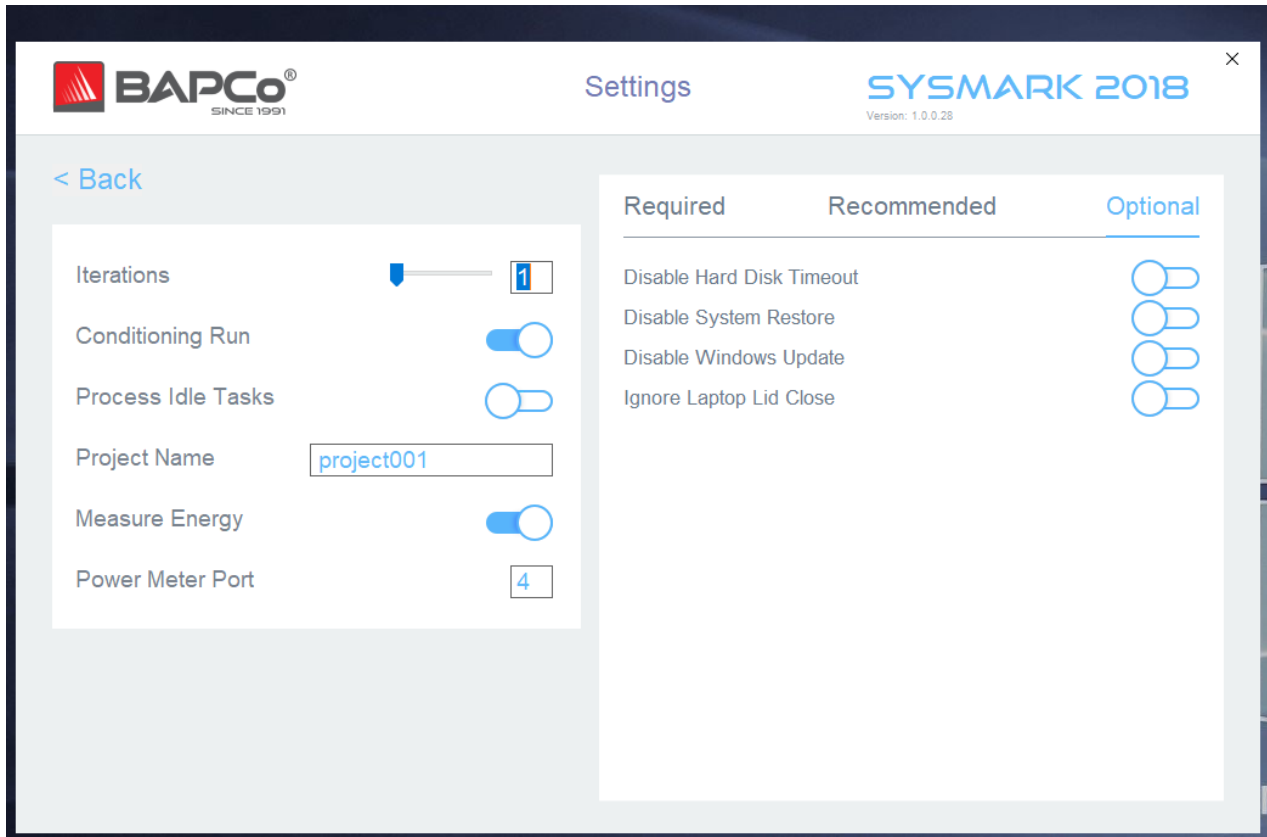 BAPCo®
SINCE 1991
Settings
SYSMARK 2018
Version: 1.0.0.28
< Back
Iterations 1
Conditioning Run
Process Idle Tasks
Project Name project001
Measure Energy
Power Meter Port 4
Required Recommended Optional
Disable Hard Disk Timeout
Disable System Restore
Disable Windows Update
Ignore Laptop Lid Close